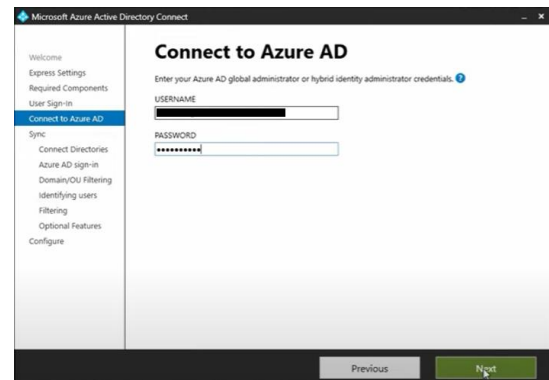 Microsoft Azure Active Directory Connect
Welcome
Express Settings
Required Components
User Sign-In
Connect to Azure AD
Sync
Connect Directories
Azure AD sign-in
Domain/OU Filtering
Identifying users
Filtering
Optional Features
Configure
Connect to Azure AD
Enter your Azure AD global administrator or hybrid identity administrator credentials. ?
USERNAME
PASSWORD
••••••••••
Previous
Next